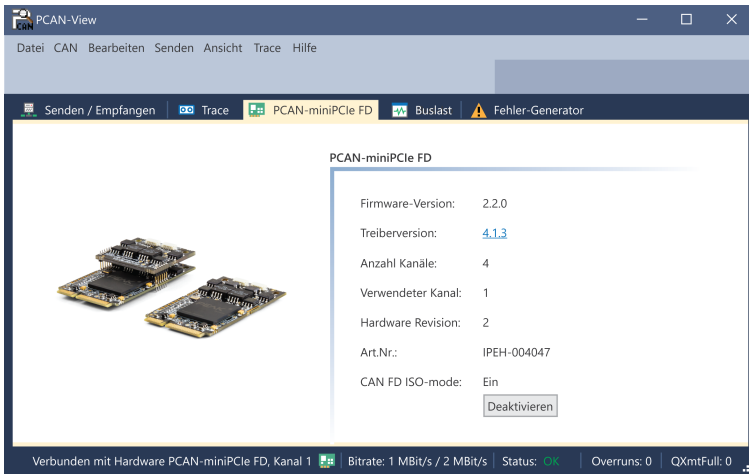 PCAN-View
Datei CAN Bearbeiten Senden Ansicht Trace Hilfe
Senden / Empfangen Trace PCAN-miniPCIe FD Buslast Fehler-Generator
PCAN-miniPCIe FD
Firmware-Version: 2.2.0
Treiberversion: 4.1.3
Anzahl Kanäle: 4
Verwendeter Kanal: 1
Hardware Revision: 2
Art.Nr.: IPEH-004047
CAN FD ISO-mode: Ein
Deaktivieren
Verbunden mit Hardware PCAN-miniPCIe FD, Kanal 1 Bitrate: 1 MBit/s / 2 MBit/s Status: OK Overruns: 0 QXmtFull: 0